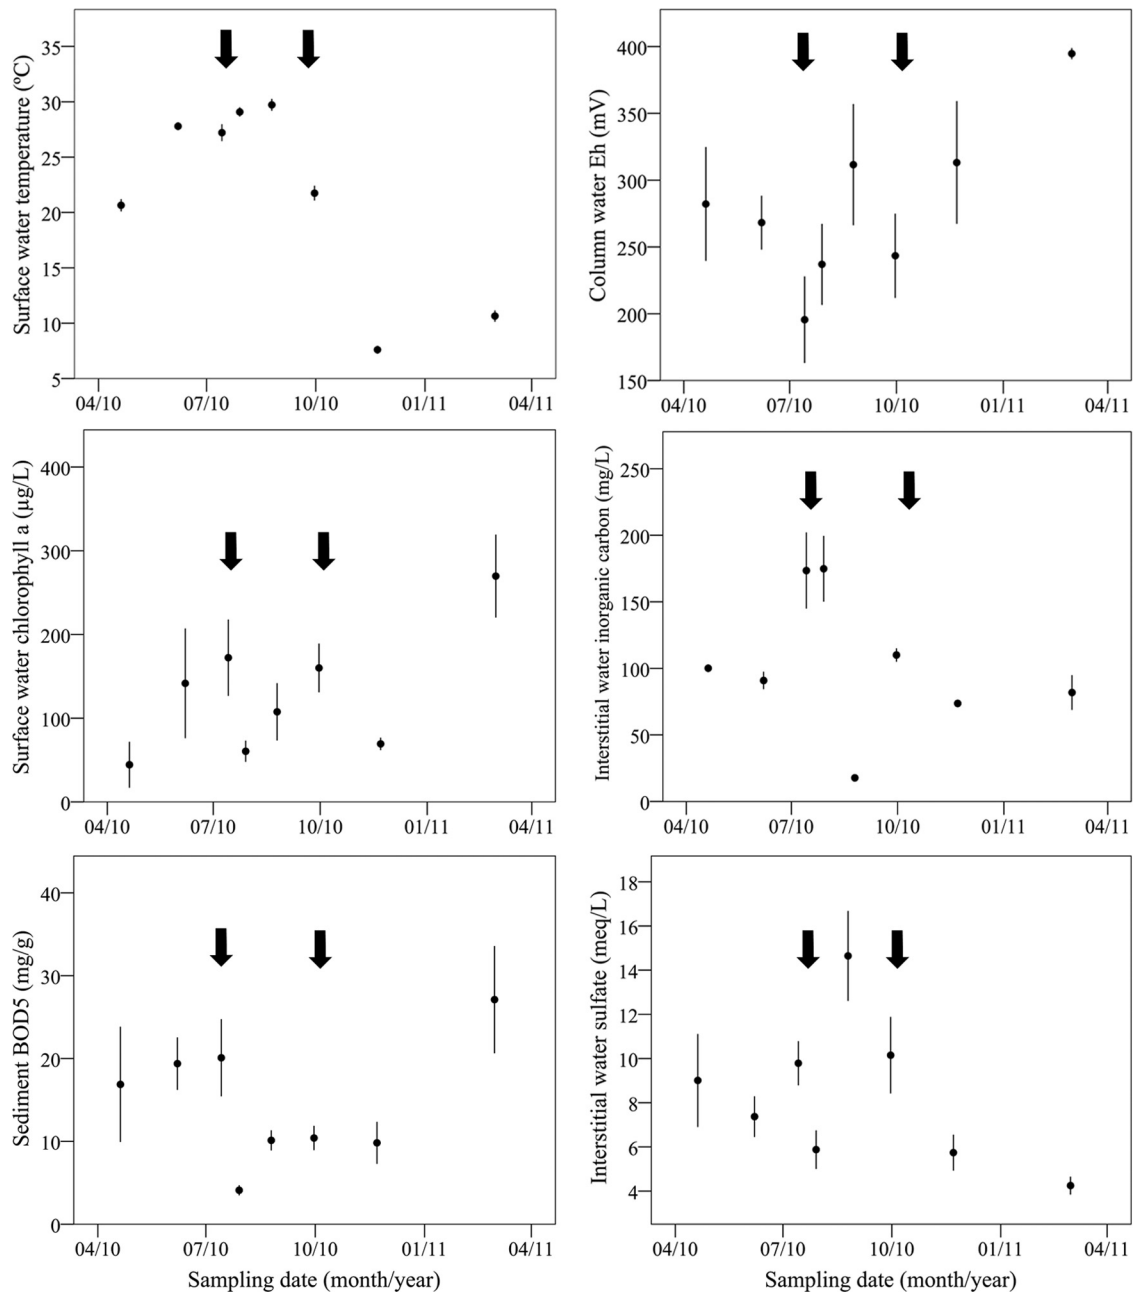 Surface water temperature (ºC)
35
30
25
20
15
10
5
04/10 07/10 10/10 01/11 04/11
Column water Eh (mV)
400
350
300
250
200
150
04/10 07/10 10/10 01/11 04/11
Surface water chlorophyll a (µg/L)
400
300
200
100
0
04/10 07/10 10/10 01/11 04/11
Interstitial water inorganic carbon (mg/L)
250
200
150
100
50
0
04/10 07/10 10/10 01/11 04/11
Sediment BOD5 (mg/g)
40
30
20
10
0
04/10 07/10 10/10 01/11 04/11
Sampling date (month/year)
Interstitial water sulfate (meq/L)
18
16
14
12
10
8
6
4
04/10 07/10 10/10 01/11 04/11
Sampling date (month/year)